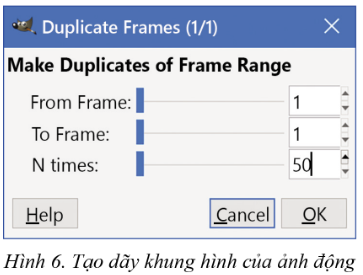 Duplicate Frames (1/1)
Make Duplicates of Frame Range
From Frame: 1
To Frame: 1
N times: 50
Help Cancel OK
Hình 6. Tạo dãy khung hình của ảnh động